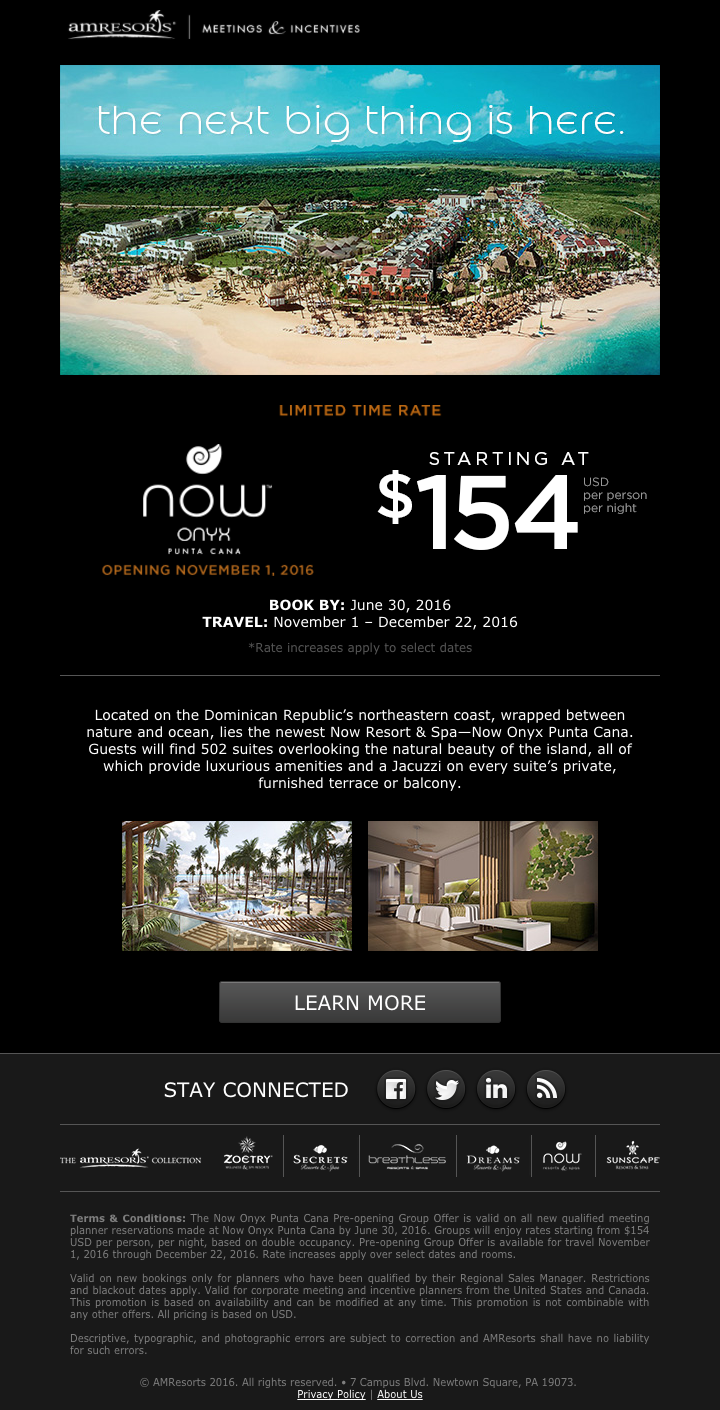 amresorts® | MEETINGS & INCENTIVES
the next big thing is here.
LIMITED TIME RATE
now™
onyx
PUNTA CANA
OPENING NOVEMBER 1, 2016
STARTING AT
$154
USD
per person
per night
BOOK BY: June 30, 2016
TRAVEL: November 1 – December 22, 2016
*Rate increases apply to select dates
Located on the Dominican Republic’s northeastern coast, wrapped between
nature and ocean, lies the newest Now Resort & Spa—Now Onyx Punta Cana.
Guests will find 502 suites overlooking the natural beauty of the island, all of
which provide luxurious amenities and a Jacuzzi on every suite’s private,
furnished terrace or balcony.
LEARN MORE
STAY CONNECTED
THE amresorts® COLLECTION
ZOËTRY
WELLNESS & SPA RESORTS
SECRETS
Resorts & Spas
breathless
RESORTS & SPAS
DREAMS
Resorts & Spas
now
resorts & spas
SUNSCAPE
RESORTS & SPAS
Terms & Conditions: The Now Onyx Punta Cana Pre-opening Group Offer is valid on all new qualified meeting
planner reservations made at Now Onyx Punta Cana by June 30, 2016. Groups will enjoy rates starting from $154
USD per person, per night, based on double occupancy. Pre-opening Group Offer is available for travel November
1, 2016 through December 22, 2016. Rate increases apply over select dates and rooms.
Valid on new bookings only for planners who have been qualified by their Regional Sales Manager. Restrictions
and blackout dates apply. Valid for corporate meeting and incentive planners from the United States and Canada.
This promotion is based on availability and can be modified at any time. This promotion is not combinable with
any other offers. All pricing is based on USD.
Descriptive, typographic, and photographic errors are subject to correction and AMResorts shall have no liability
for such errors.
© AMResorts 2016. All rights reserved. • 7 Campus Blvd. Newtown Square, PA 19073.
Privacy Policy | About Us